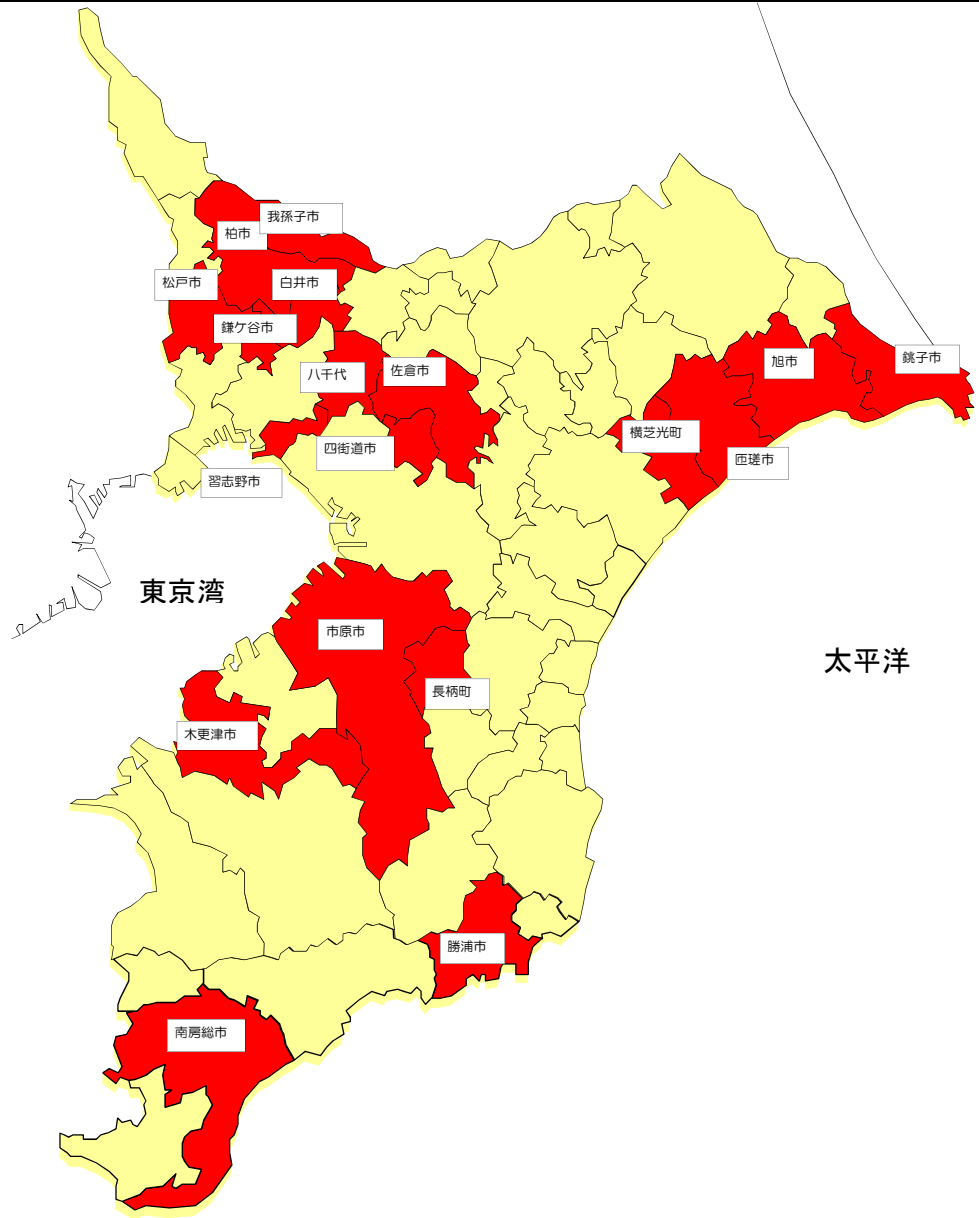 我孫子市
柏市
松戸市
白井市
鎌ケ谷市
旭市
銚子市
八千代
佐倉市
横芝光町
四街道市
匝瑳市
習志野市
東京湾
市原市
太平洋
長柄町
木更津市
勝浦市
南房総市